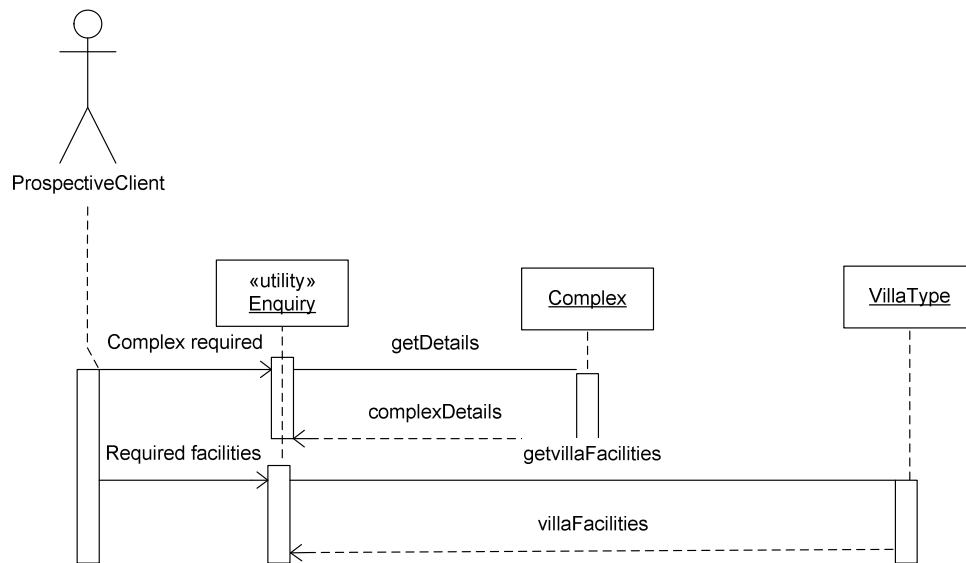 ProspectiveClient
«utility»
Enquiry
Complex
VillaType
Complex required
getDetails
complexDetails
Required facilities
getvillaFacilities
villaFacilities